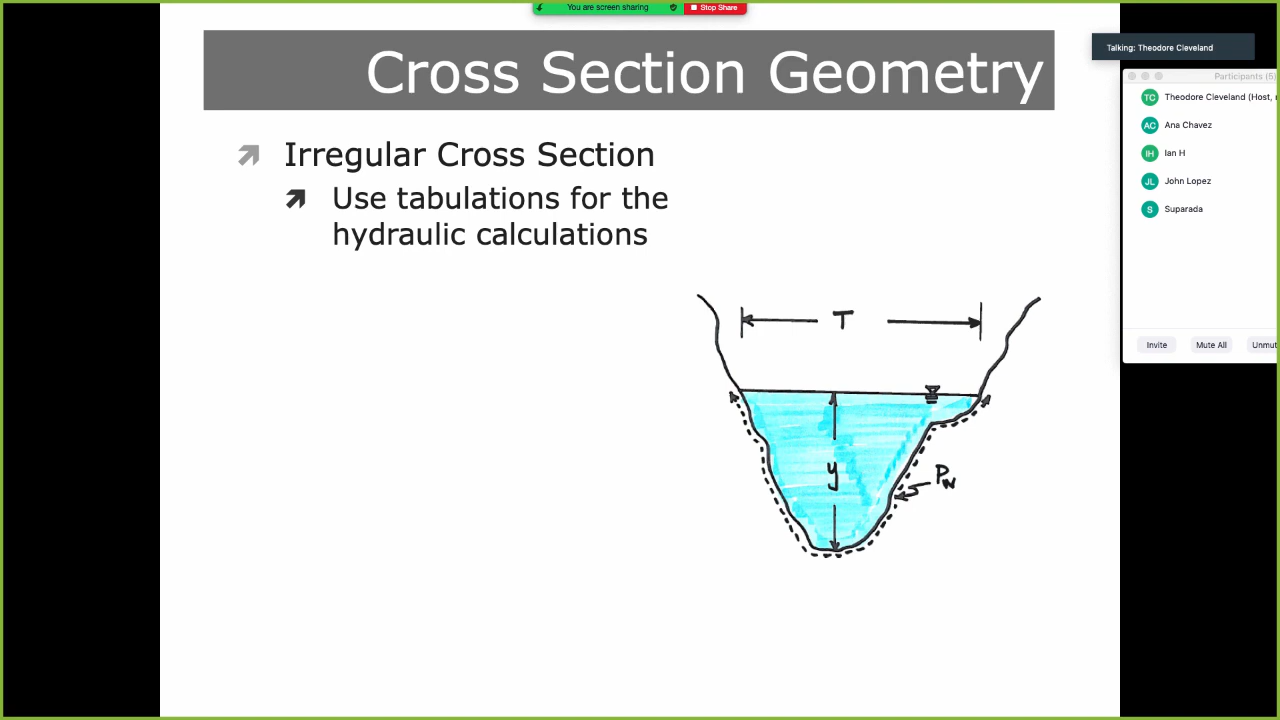 You are screen sharing
Stop Share
Cross Section Geometry
Talking: Theodore Cleveland
Participants (5)
TC Theodore Cleveland (Host,
AC Ana Chavez
IH Ian H
JL John Lopez
S Suparada
Invite Mute All Unmut
Irregular Cross Section
Use tabulations for the
hydraulic calculations
T
y
Pw